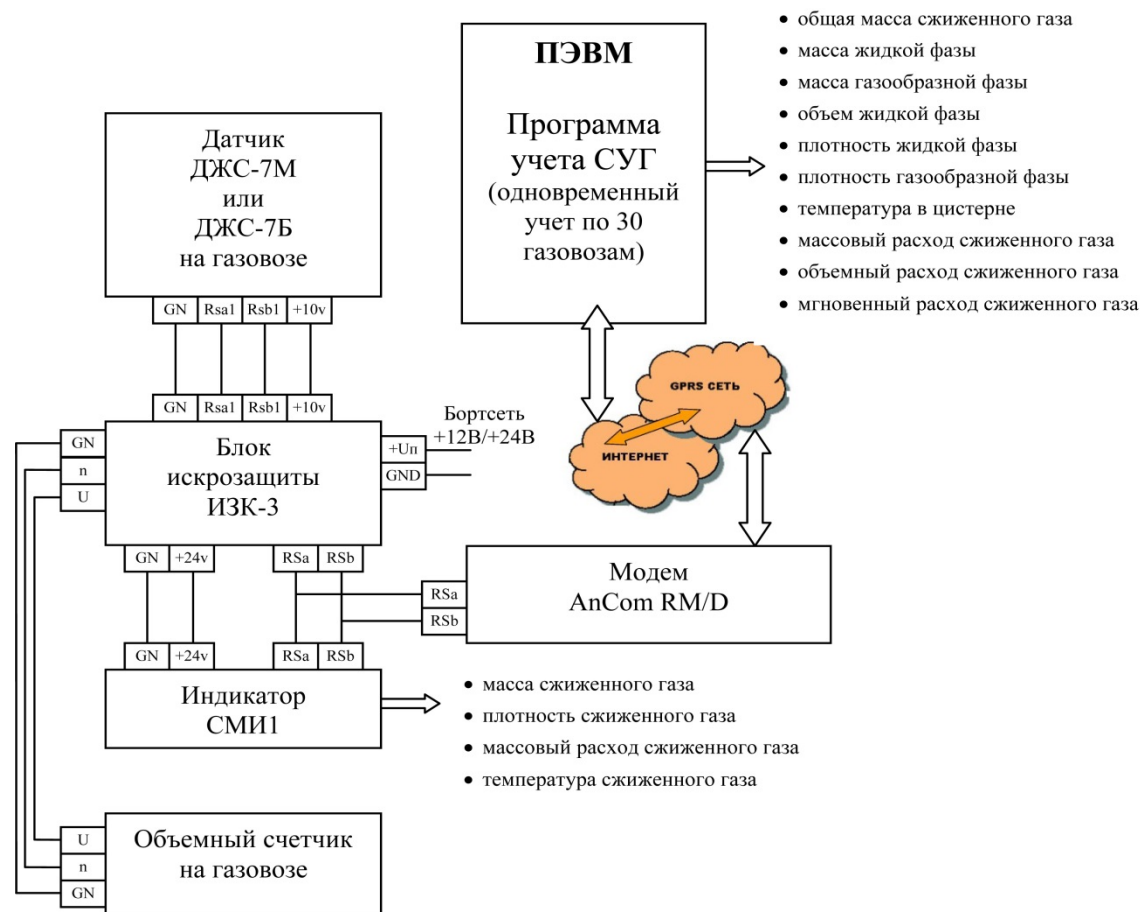 ПЭВМ
Программа
учета СУГ
(одновременный
учет по 30
газовозам)
• общая масса сжиженного газа
• масса жидкой фазы
• масса газообразной фазы
• объем жидкой фазы
• плотность жидкой фазы
• плотность газообразной фазы
• температура в цистерне
• массовый расход сжиженного газа
• объемный расход сжиженного газа
• мгновенный расход сжиженного газа
Датчик
ДЖС-7М
или
ДЖС-7Б
на газовозе
GN Rsa1 Rsb1 +10v
GN Rsa1 Rsb1 +10v
GN
n
U
Блок
искрозащиты
ИЗК-3
+Uп
GND
Бортсеть
+12В/+24В
GPRS СЕТЬ
ИНТЕРНЕТ
GN +24v RSa RSb
RSa
RSb
Модем
AnCom RM/D
GN +24v RSa RSb
Индикатор
СМИ1
• масса сжиженного газа
• плотность сжиженного газа
• массовый расход сжиженного газа
• температура сжиженного газа
U
n
GN
Объемный счетчик
на газовозе